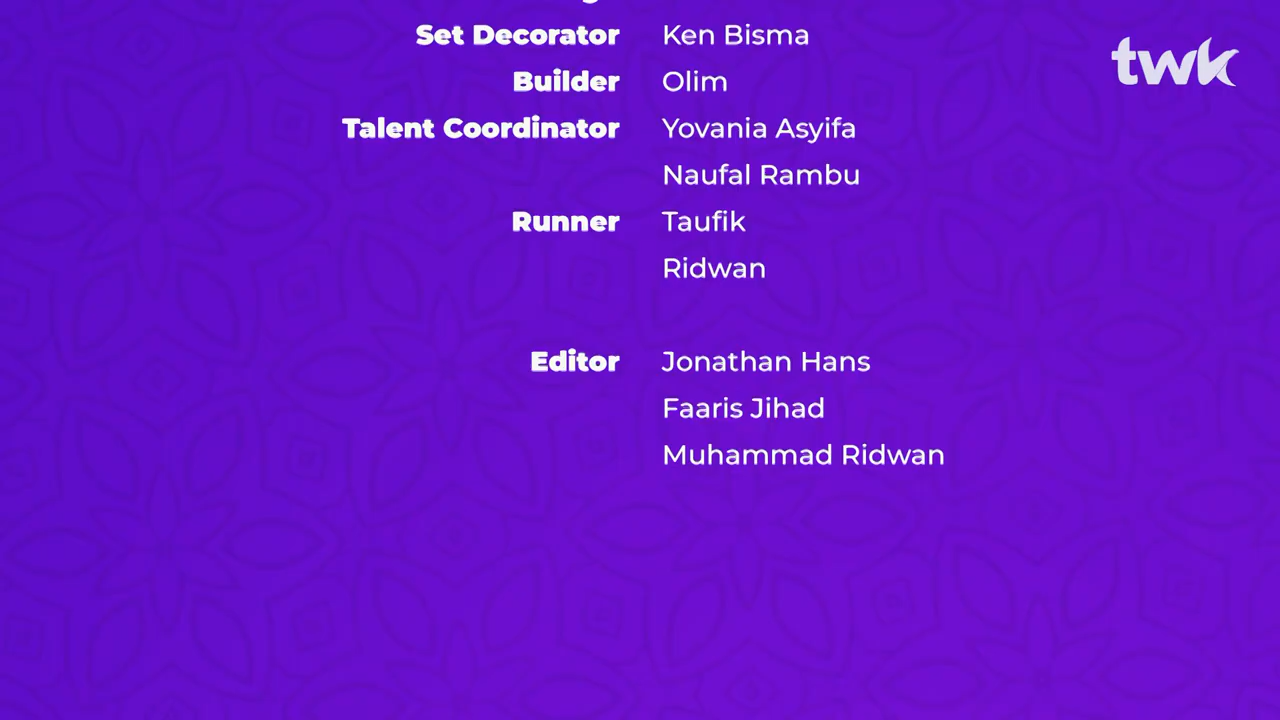 twk
Set Decorator Ken Bisma
Builder Olim
Talent Coordinator Yovania Asyifa
Naufal Rambu
Runner Taufik
Ridwan
Editor Jonathan Hans
Faaris Jihad
Muhammad Ridwan